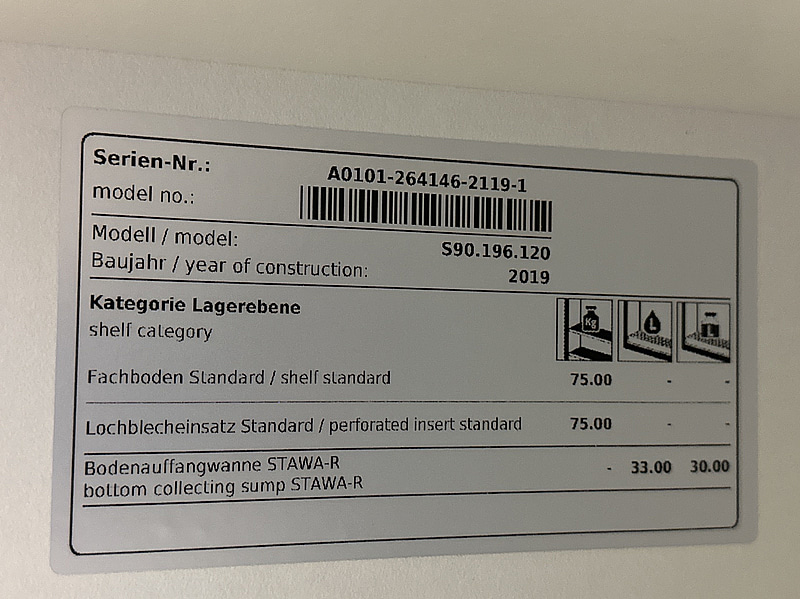 Serien-Nr.: A0101-264146-2119-1
model no.:
Modell / model: S90.196.120
Baujahr / year of construction: 2019
Kategorie Lagerebene
shelf category
Kg L L
Fachboden Standard / shelf standard 75.00 - -
Lochblecheinsatz Standard / perforated insert standard 75.00 - -
Bodenauffangwanne STAWA-R - 33.00 30.00
bottom collecting sump STAWA-R